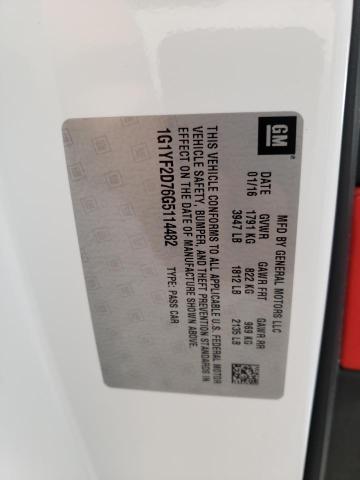 GM
MFD BY GENERAL MOTORS LLC
DATE GVWR GAWR FRT GAWR RR
01/16 1791 KG 822 KG 969 KG
3947 LB 1812 LB 2135 LB
THIS VEHICLE CONFORMS TO ALL APPLICABLE U.S. FEDERAL MOTOR
VEHICLE SAFETY, BUMPER, AND THEFT PREVENTION STANDARDS IN
EFFECT ON THE DATE OF MANUFACTURE SHOWN ABOVE.
1G1YF2D76G5114482 TYPE: PASS CAR